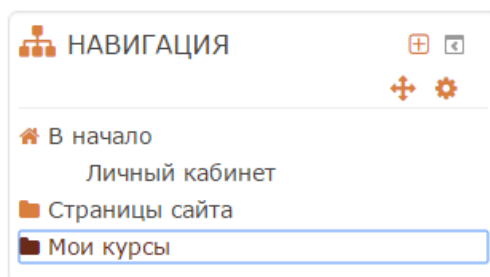 НАВИГАЦИЯ
В начало
Личный кабинет
Страницы сайта
Мои курсы